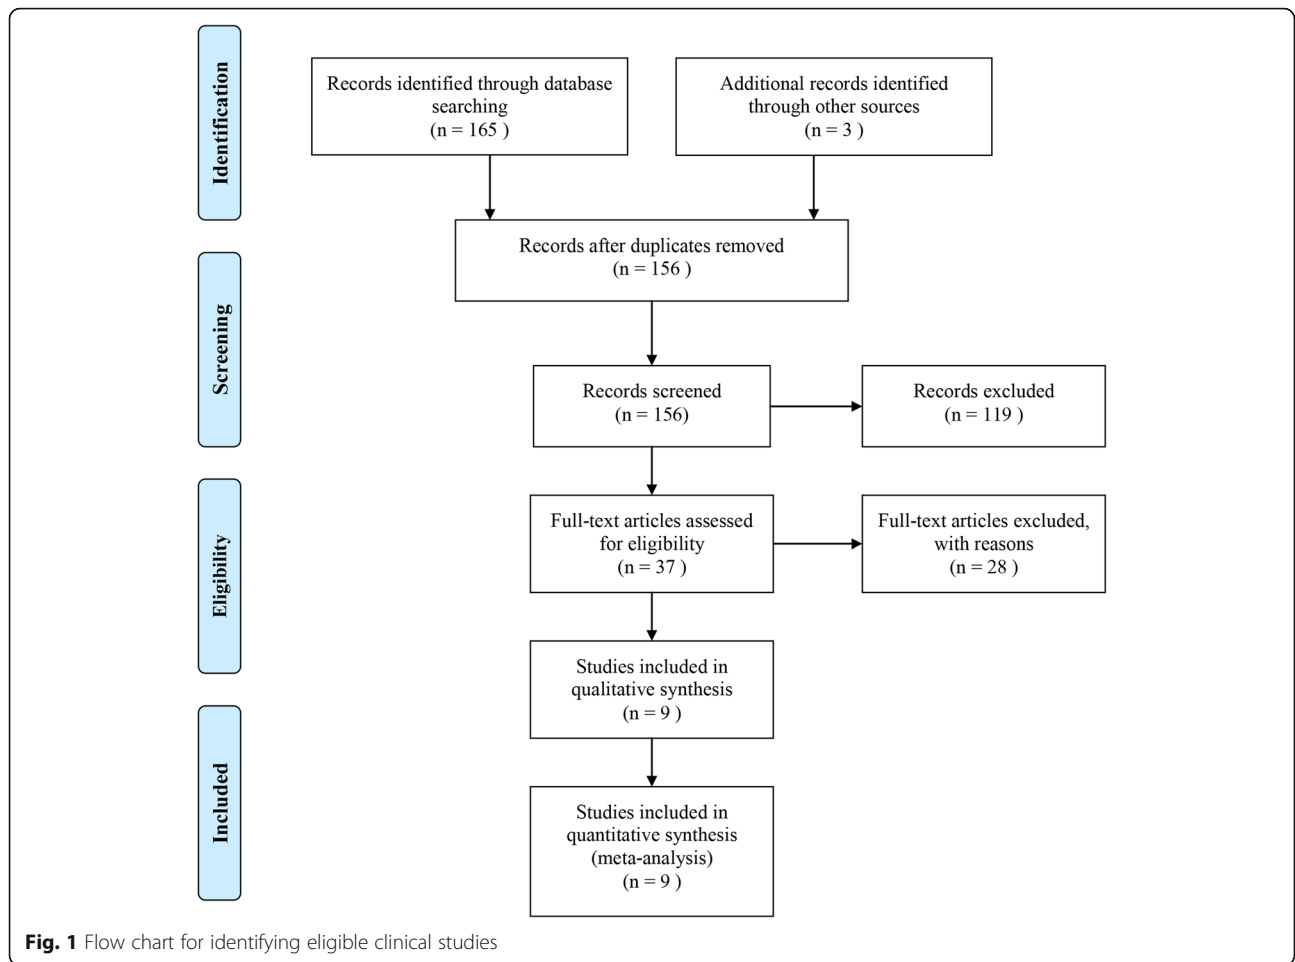 Identification
Records identified through database
searching
(n = 165 )
Additional records identified
through other sources
(n = 3 )
Records after duplicates removed
(n = 156 )
Screening
Records screened
(n = 156)
Records excluded
(n = 119 )
Eligibility
Full-text articles assessed
for eligibility
(n = 37 )
Full-text articles excluded,
with reasons
(n = 28 )
Studies included in
qualitative synthesis
(n = 9 )
Included
Studies included in
quantitative synthesis
(meta-analysis)
(n = 9 )
Fig. 1 Flow chart for identifying eligible clinical studies